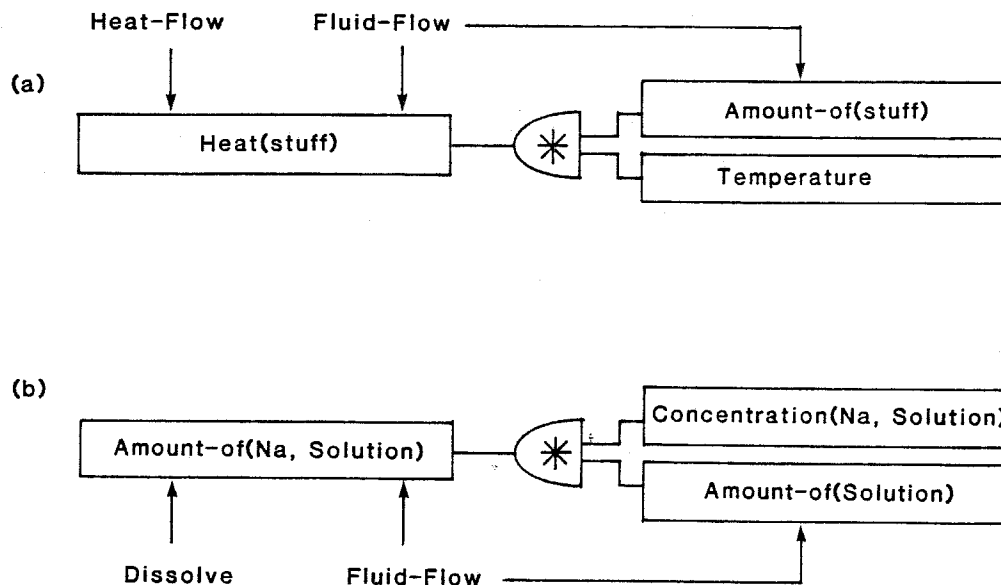 Heat-Flow Fluid-Flow
(a)
Amount-of(stuff)
Heat(stuff)
*
Temperature
(b)
Concentration(Na, Solution)
Amount-of(Na, Solution)
*
Amount-of(Solution)
Dissolve Fluid-Flow